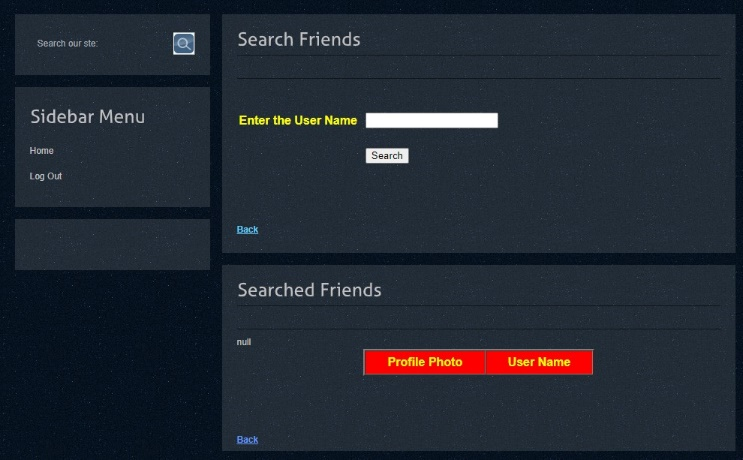 Search our ste:
Sidebar Menu
Home
Log Out
Search Friends
Enter the User Name
Search
Back
Searched Friends
null
Profile Photo User Name
Back